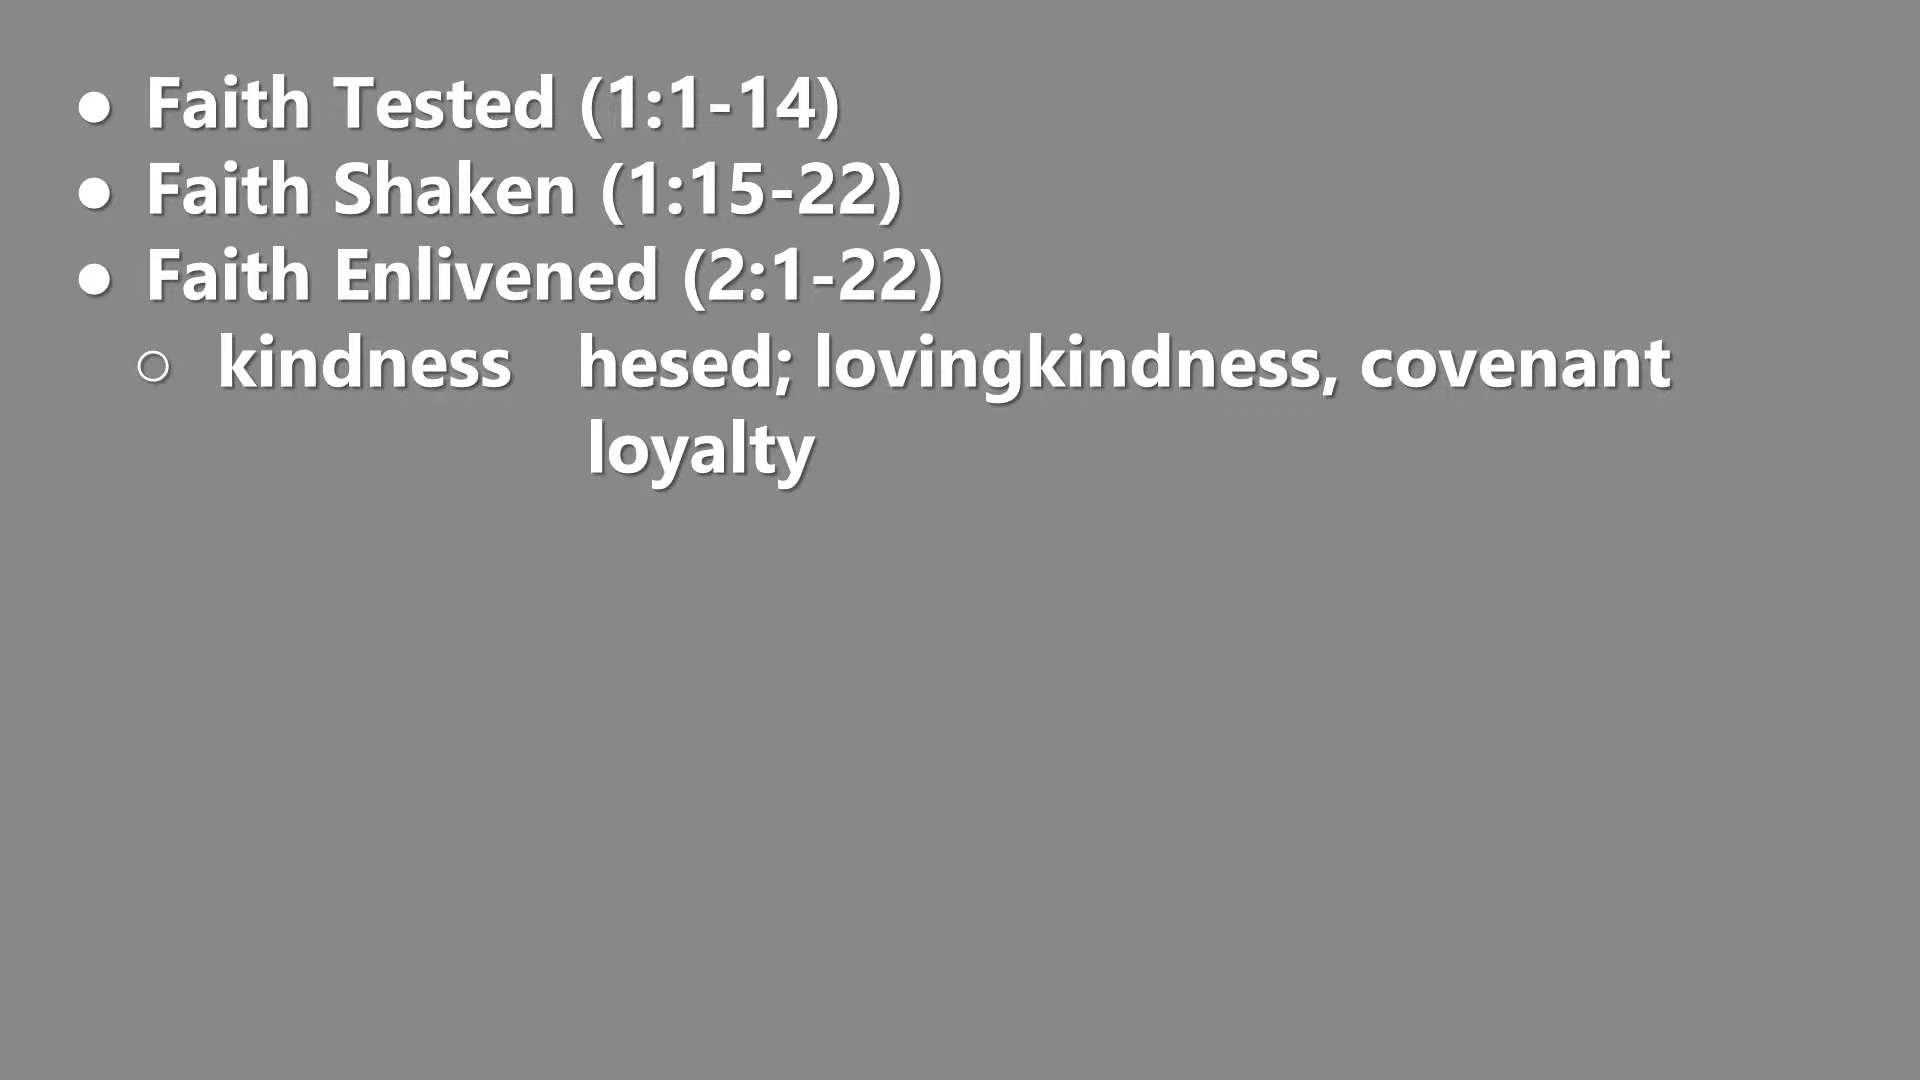 ● Faith Tested (1:1-14)
● Faith Shaken (1:15-22)
● Faith Enlivened (2:1-22)
○ kindness hesed; lovingkindness, covenant
loyalty